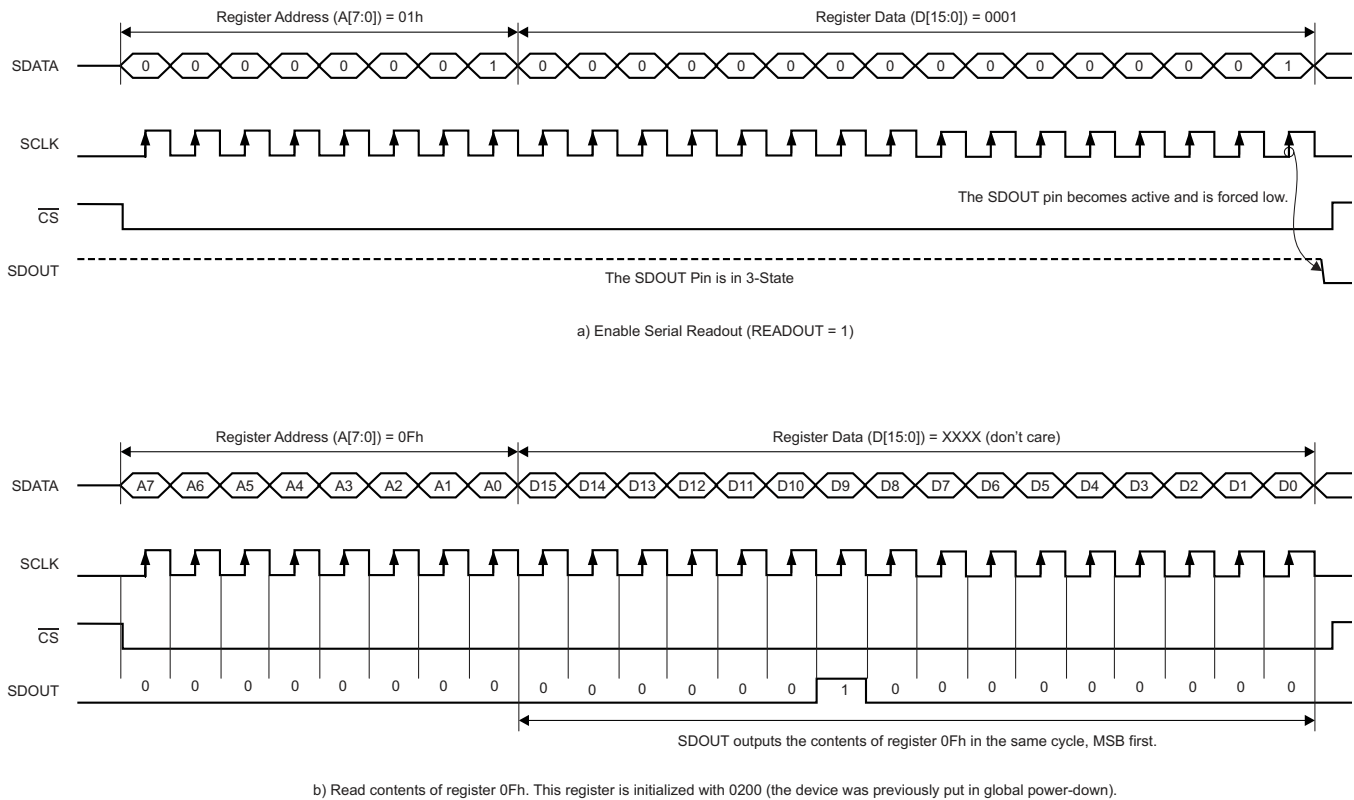 Register Address (A[7:0]) = 01h Register Data (D[15:0]) = 0001
SDATA 0 0 0 0 0 0 0 1 0 0 0 0 0 0 0 0 0 0 0 0 0 0 0 1
SCLK
The SDOUT pin becomes active and is forced low.
CS
SDOUT
The SDOUT Pin is in 3-State
a) Enable Serial Readout (READOUT = 1)
Register Address (A[7:0]) = 0Fh Register Data (D[15:0]) = XXXX (don't care)
SDATA A7 A6 A5 A4 A3 A2 A1 A0 D15 D14 D13 D12 D11 D10 D9 D8 D7 D6 D5 D4 D3 D2 D1 D0
SCLK
CS
SDOUT 0 0 0 0 0 0 0 0 0 0 0 0 0 0 1 0 0 0 0 0 0 0 0 0
SDOUT outputs the contents of register 0Fh in the same cycle, MSB first.
b) Read contents of register 0Fh. This register is initialized with 0200 (the device was previously put in global power-down).